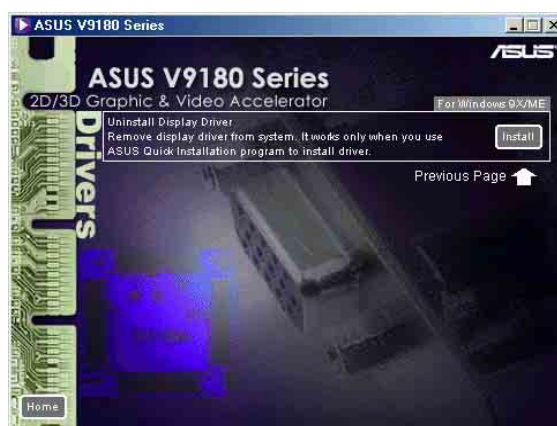 ASUS V9180 Series
ASUS
ASUS V9180 Series
2D/3D Graphic & Video Accelerator
For Windows 9X/ME
Drivers
Uninstall Display Driver
Remove display driver from system. It works only when you use
ASUS Quick Installation program to install driver.
Install
Previous Page
Home